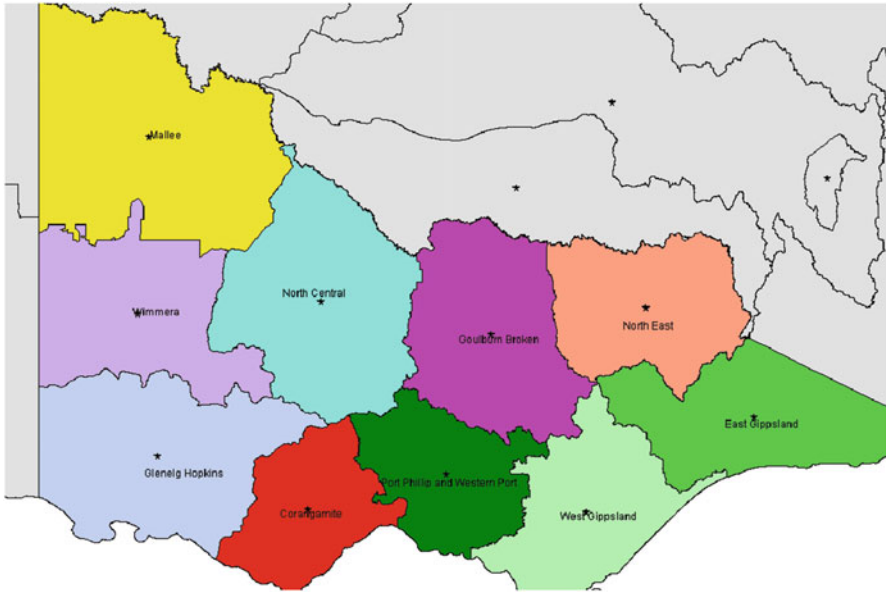 Mallee
North Central
Wimmera
North East
Goulburn Broken
East Gippsland
Glenelg Hopkins
Port Phillip and Western Port
Corangamite
West Gippsland